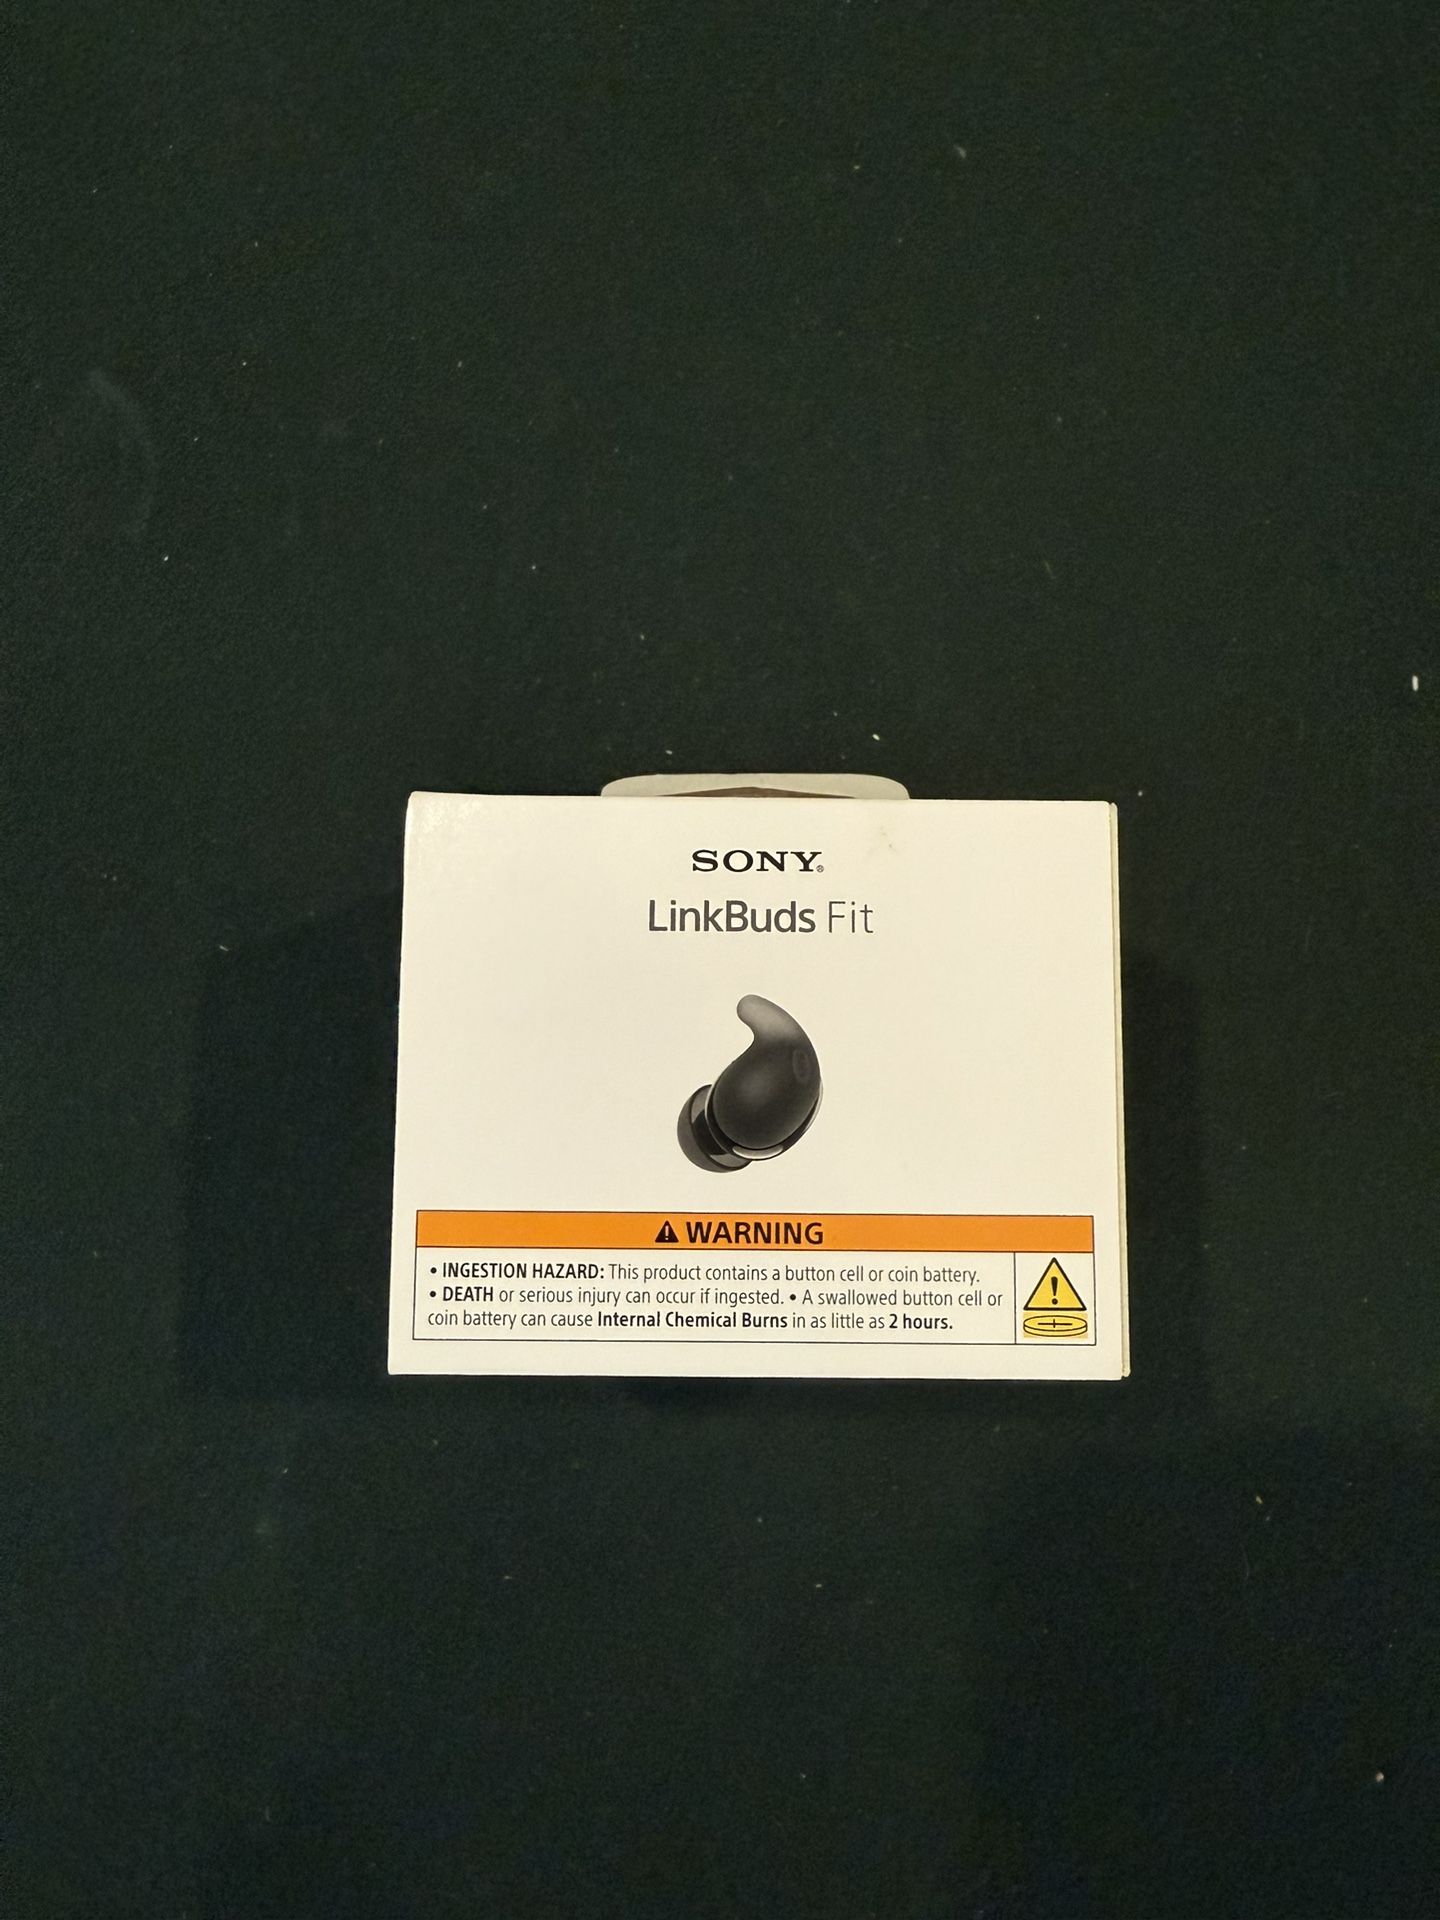 SONY®
LinkBuds Fit
⚠ WARNING
• INGESTION HAZARD: This product contains a button cell or coin battery.
• DEATH or serious injury can occur if ingested. • A swallowed button cell or
coin battery can cause Internal Chemical Burns in as little as 2 hours.